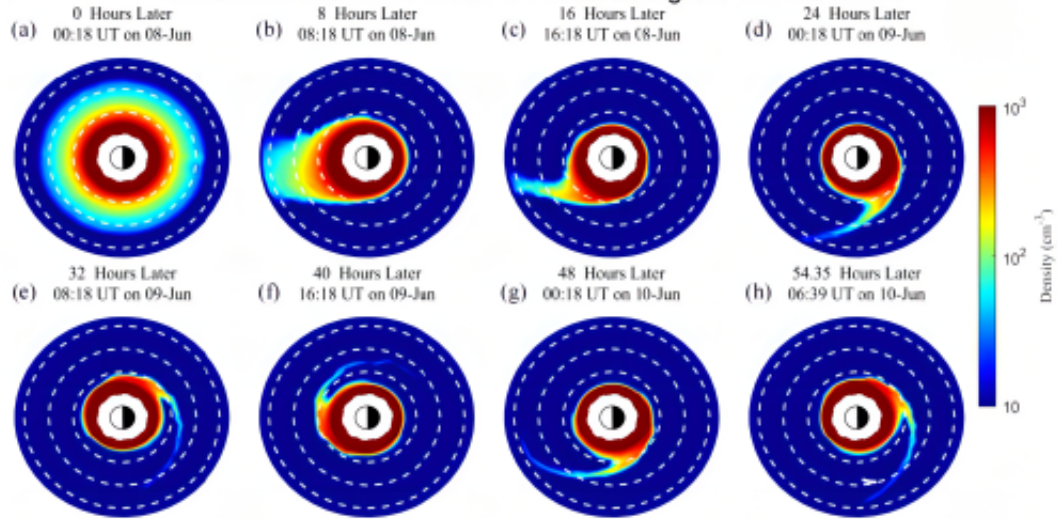 0 Hours Later
(a) 00:18 UT on 08-Jun
8 Hours Later
(b) 08:18 UT on 08-Jun
16 Hours Later
(c) 16:18 UT on 08-Jun
24 Hours Later
(d) 00:18 UT on 09-Jun
32 Hours Later
(e) 08:18 UT on 09-Jun
40 Hours Later
(f) 16:18 UT on 09-Jun
48 Hours Later
(g) 00:18 UT on 10-Jun
54.35 Hours Later
(h) 06:39 UT on 10-Jun
10³
10²
10
Density (cm⁻³)